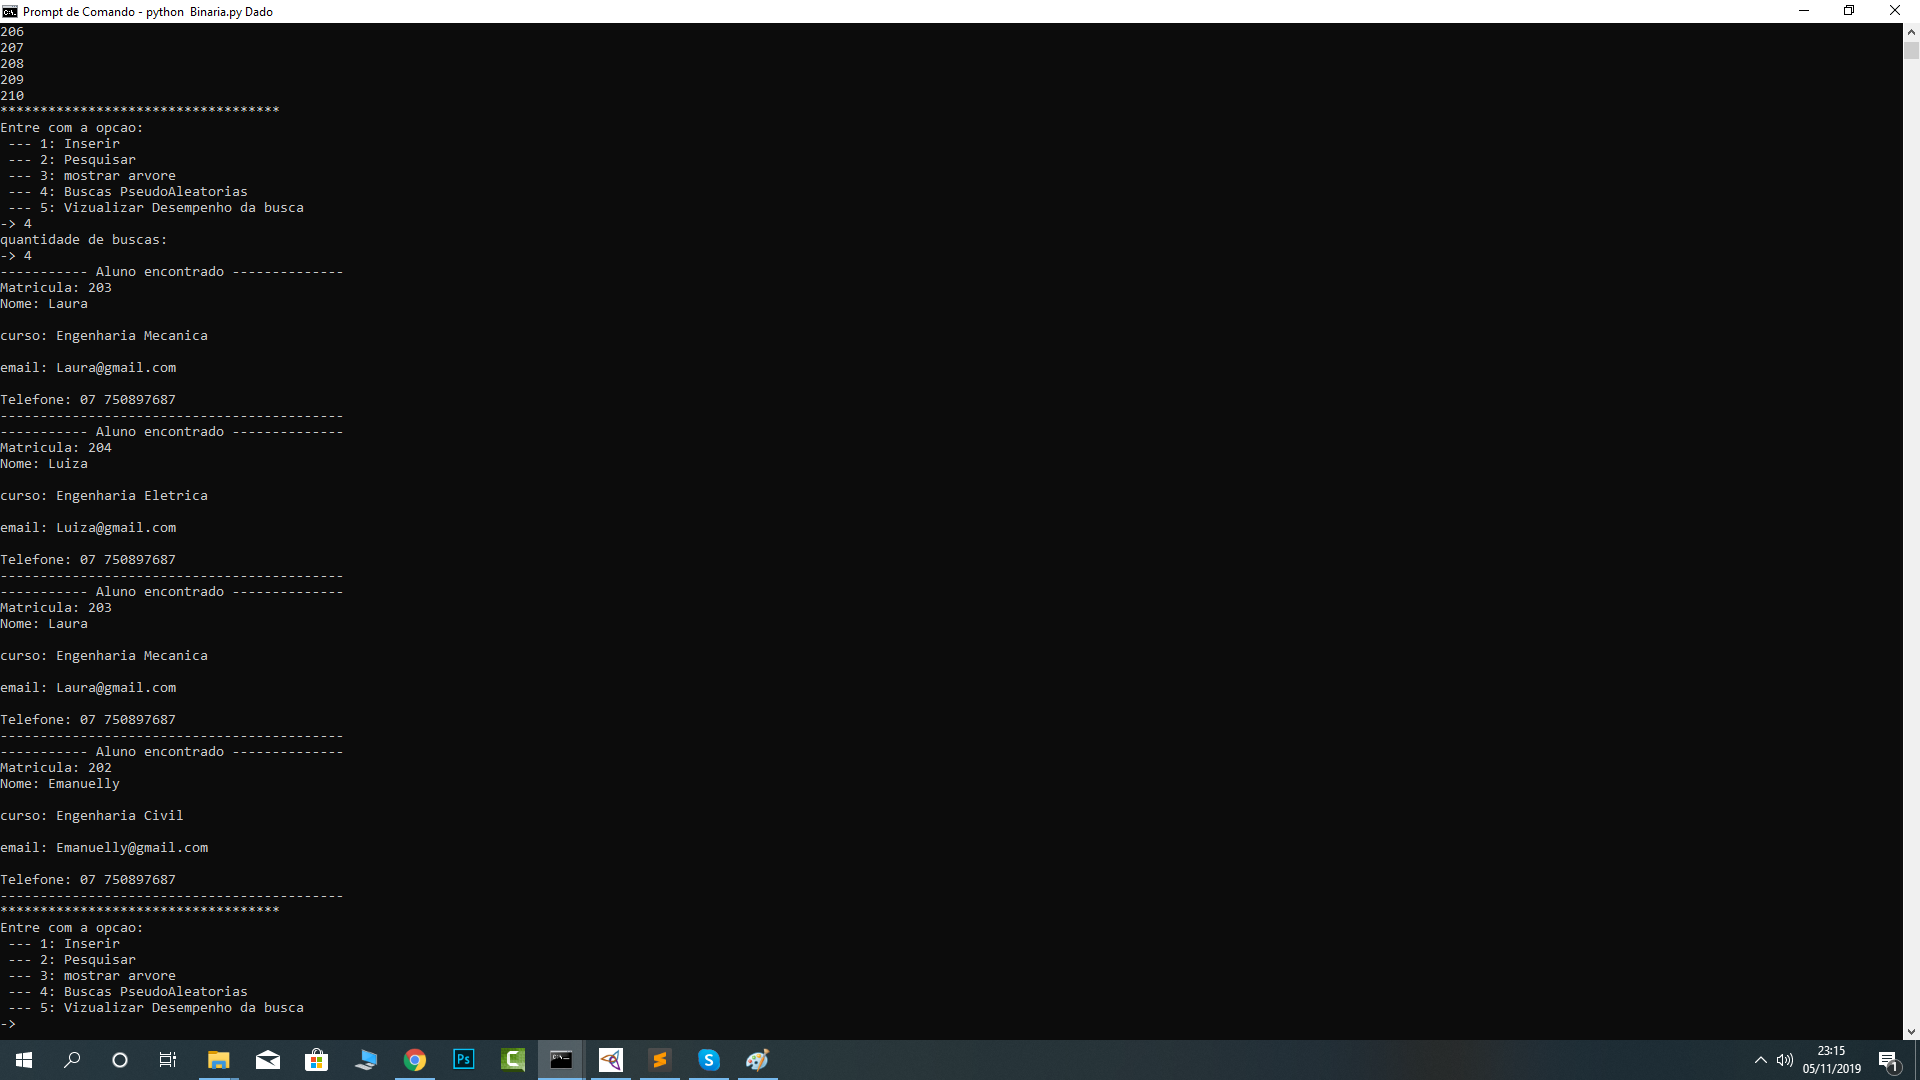 Prompt de Comando - python  Binaria.py Dado
206
207
208
209
210
***********************************
Entre com a opcao:
 --- 1: Inserir
 --- 2: Pesquisar
 --- 3: mostrar arvore
 --- 4: Buscas PseudoAleatorias
 --- 5: Vizualizar Desempenho da busca
-> 4
quantidade de buscas:
-> 4
----------- Aluno encontrado --------------
Matricula: 203
Nome: Laura
curso: Engenharia Mecanica
email: Laura@gmail.com
Telefone: 07 750897687
-------------------------------------------
----------- Aluno encontrado --------------
Matricula: 204
Nome: Luiza
curso: Engenharia Eletrica
email: Luiza@gmail.com
Telefone: 07 750897687
-------------------------------------------
----------- Aluno encontrado --------------
Matricula: 203
Nome: Laura
curso: Engenharia Mecanica
email: Laura@gmail.com
Telefone: 07 750897687
-------------------------------------------
----------- Aluno encontrado --------------
Matricula: 202
Nome: Emanuelly
curso: Engenharia Civil
email: Emanuelly@gmail.com
Telefone: 07 750897687
-------------------------------------------
***********************************
Entre com a opcao:
 --- 1: Inserir
 --- 2: Pesquisar
 --- 3: mostrar arvore
 --- 4: Buscas PseudoAleatorias
 --- 5: Vizualizar Desempenho da busca
->
Ps
23:15
05/11/2019
1